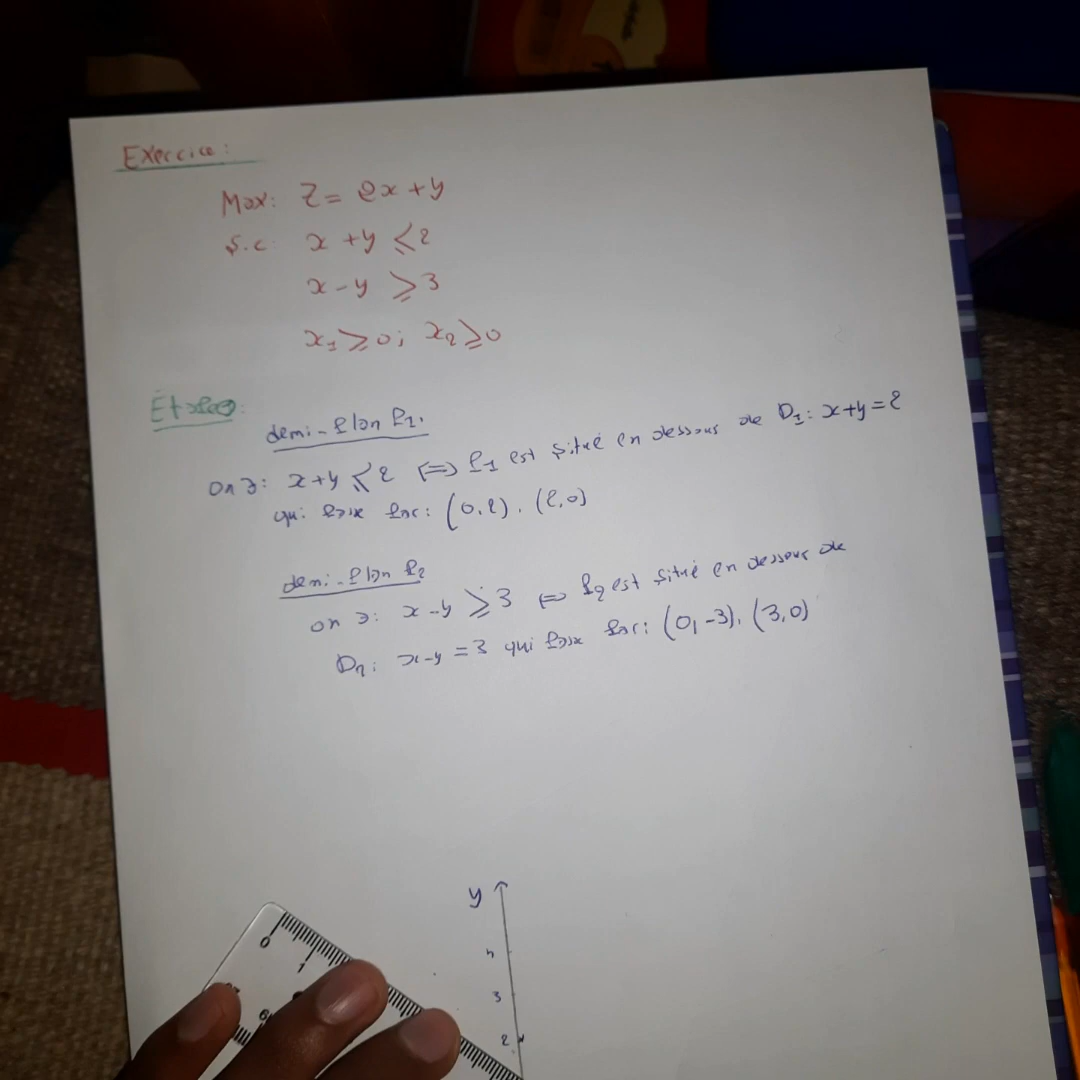 Exercice:
Max: Z = 2x + y
S.c: x + y ≤ 2
x - y ≥ 3
x₁ ≥ 0; x₂ ≥ 0
Etapes:
demi-plan P₁.
on a: x + y ≤ 2 ⟺ P₁ est situé en dessous de D₁: x + y = 2
qui passe par: (0,2), (2,0)
demi-plan P₂
on a: x - y ≥ 3 ⟺ P₂ est situé en dessous de
D₂: x - y = 3 qui passe par: (0, -3), (3,0)
y
4
3
2
0
1